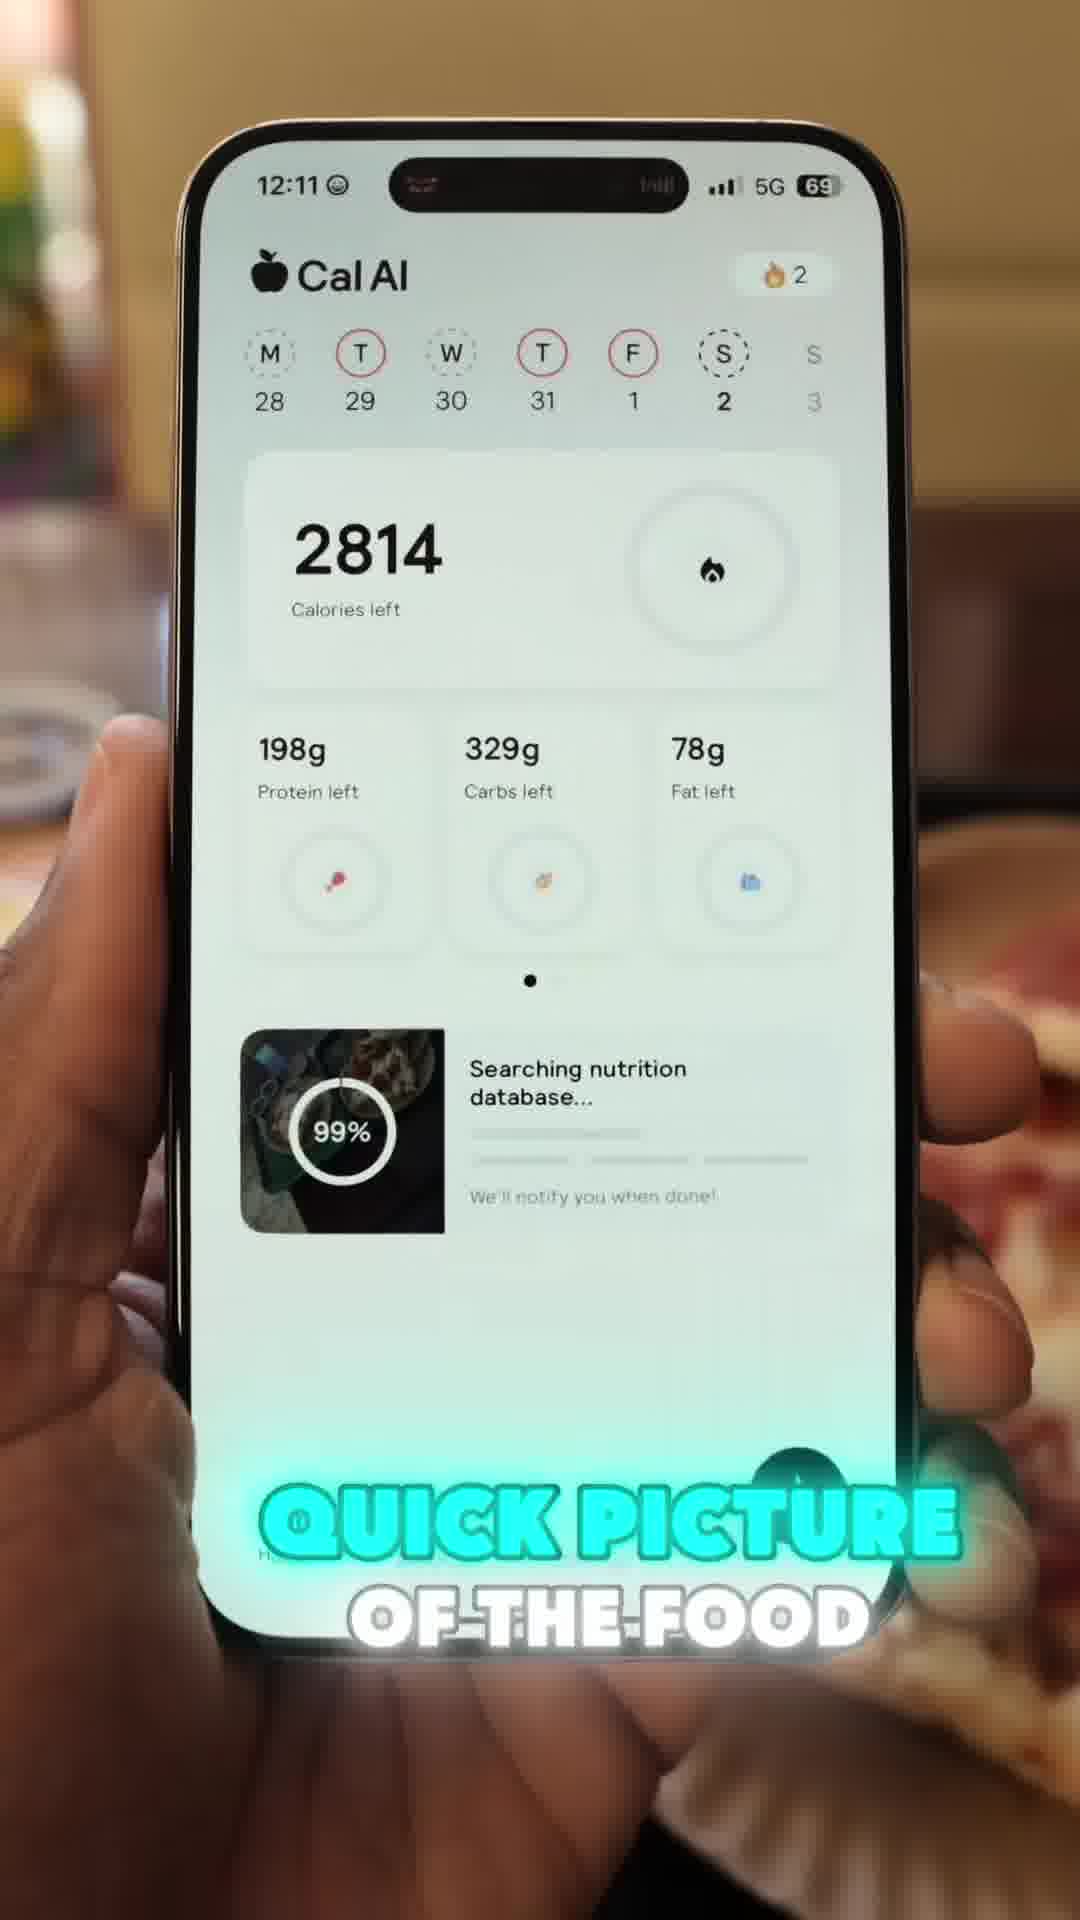 12:11
5G 69
Cal AI
2
M T W T F S S
28 29 30 31 1 2 3
2814
Calories left
198g 329g 78g
Protein left Carbs left Fat left
Searching nutrition
database...
99%
We'll notify you when done!
QUICK PICTURE
OF THE FOOD